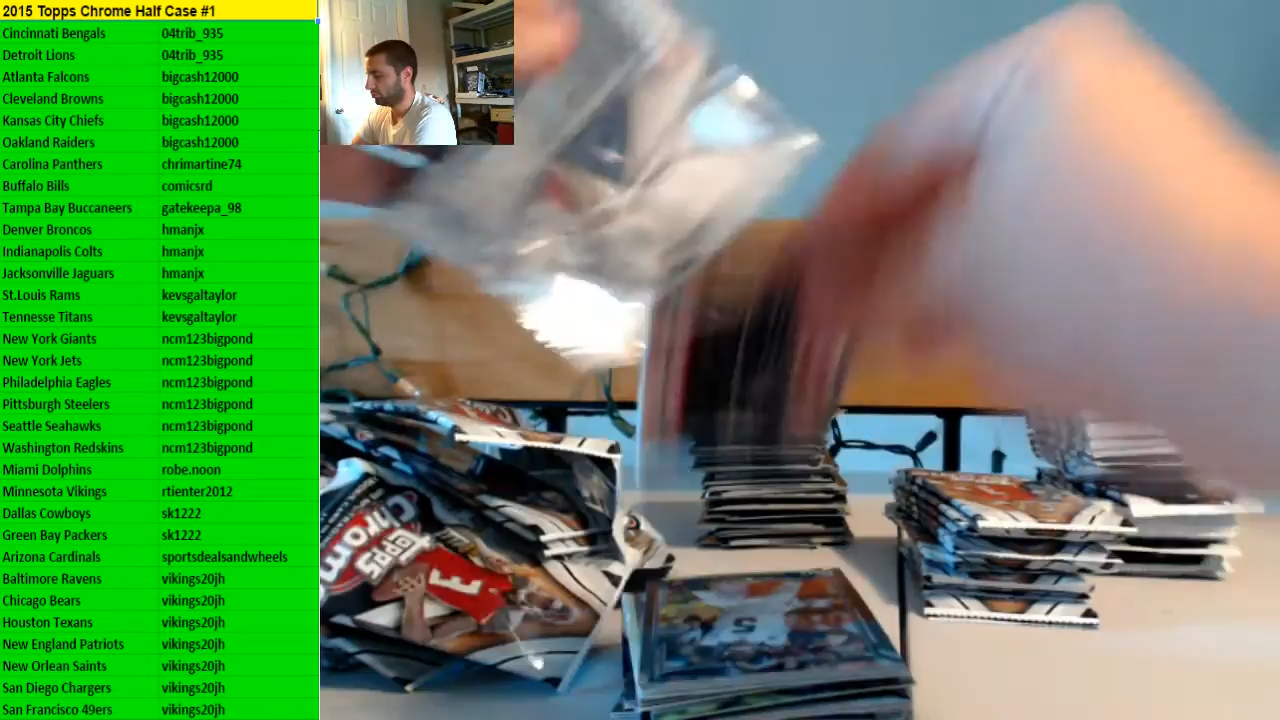 2015 Topps Chrome Half Case #1
Cincinnati Bengals 04trib_935
Detroit Lions 04trib_935
Atlanta Falcons bigcash12000
Cleveland Browns bigcash12000
Kansas City Chiefs bigcash12000
Oakland Raiders bigcash12000
Carolina Panthers chrimartine74
Buffalo Bills comicsrd
Tampa Bay Buccaneers gatekeepa_98
Denver Broncos hmanjx
Indianapolis Colts hmanjx
Jacksonville Jaguars hmanjx
St.Louis Rams kevsgaltaylor
Tennesse Titans kevsgaltaylor
New York Giants ncm123bigpond
New York Jets ncm123bigpond
Philadelphia Eagles ncm123bigpond
Pittsburgh Steelers ncm123bigpond
Seattle Seahawks ncm123bigpond
Washington Redskins ncm123bigpond
Miami Dolphins robe.noon
Minnesota Vikings rtienter2012
Dallas Cowboys sk1222
Green Bay Packers sk1222
Arizona Cardinals sportsdealsandwheels
Baltimore Ravens vikings20jh
Chicago Bears vikings20jh
Houston Texans vikings20jh
New England Patriots vikings20jh
New Orlean Saints vikings20jh
San Diego Chargers vikings20jh
San Francisco 49ers vikings20jh
TOPPS
CHROME
3
5